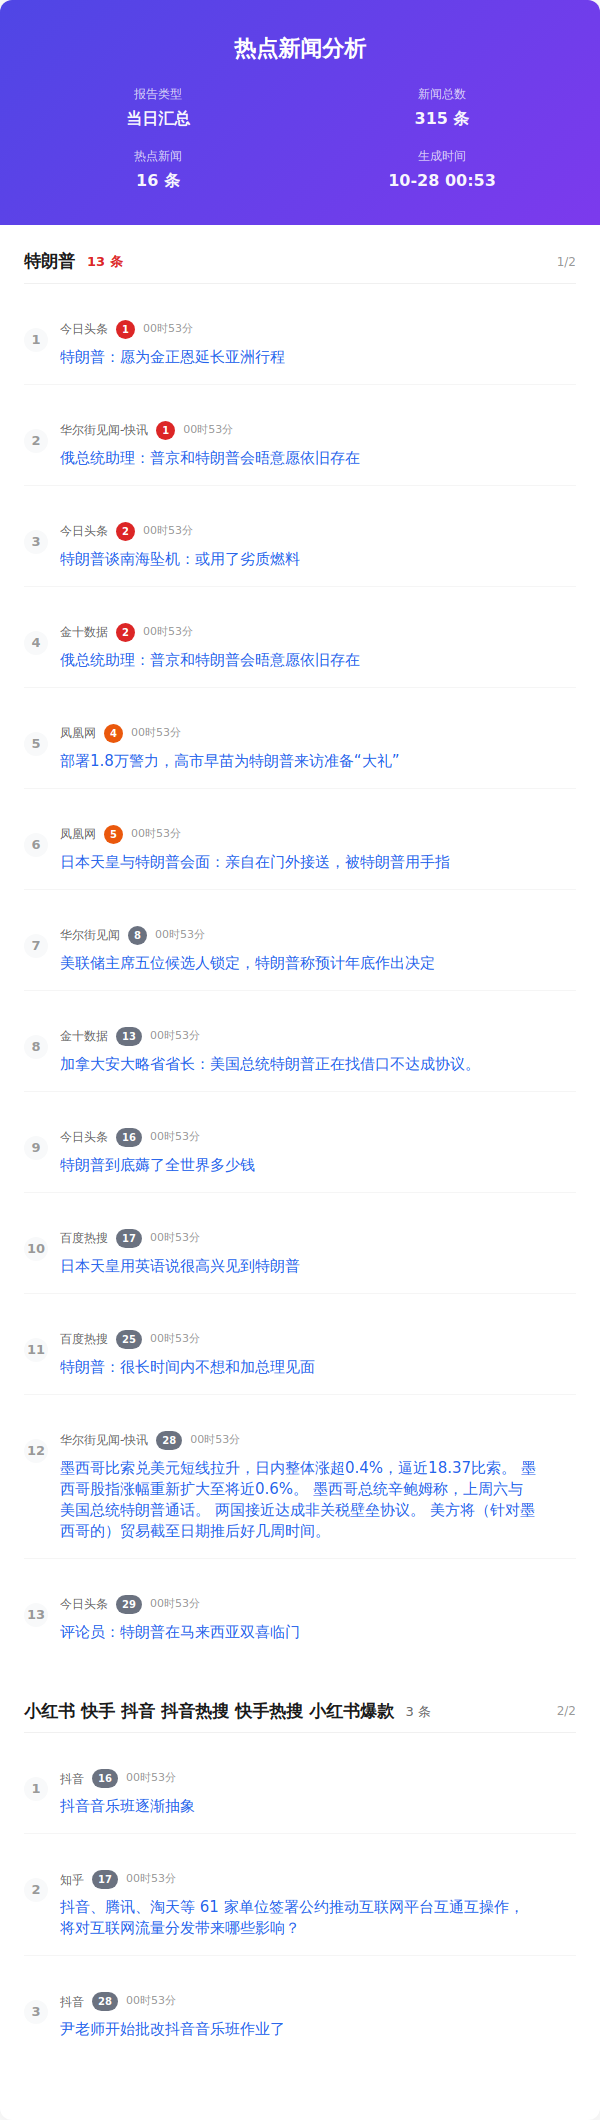 热点新闻分析
报告类型
当日汇总
新闻总数
315 条
热点新闻
16 条
生成时间
10-28 00:53
特朗普 13 条 1/2
1 今日头条 1 00时53分
特朗普：愿为金正恩延长亚洲行程
2 华尔街见闻-快讯 1 00时53分
俄总统助理：普京和特朗普会晤意愿依旧存在
3 今日头条 2 00时53分
特朗普谈南海坠机：或用了劣质燃料
4 金十数据 2 00时53分
俄总统助理：普京和特朗普会晤意愿依旧存在
5 凤凰网 4 00时53分
部署1.8万警力，高市早苗为特朗普来访准备“大礼”
6 凤凰网 5 00时53分
日本天皇与特朗普会面：亲自在门外接送，被特朗普用手指
7 华尔街见闻 8 00时53分
美联储主席五位候选人锁定，特朗普称预计年底作出决定
8 金十数据 13 00时53分
加拿大安大略省省长：美国总统特朗普正在找借口不达成协议。
9 今日头条 16 00时53分
特朗普到底薅了全世界多少钱
10 百度热搜 17 00时53分
日本天皇用英语说很高兴见到特朗普
11 百度热搜 25 00时53分
特朗普：很长时间内不想和加总理见面
12 华尔街见闻-快讯 28 00时53分
墨西哥比索兑美元短线拉升，日内整体涨超0.4%，逼近18.37比索。 墨
西哥股指涨幅重新扩大至将近0.6%。 墨西哥总统辛鲍姆称，上周六与
美国总统特朗普通话。 两国接近达成非关税壁垒协议。 美方将（针对墨
西哥的）贸易截至日期推后好几周时间。
13 今日头条 29 00时53分
评论员：特朗普在马来西亚双喜临门
小红书 快手 抖音 抖音热搜 快手热搜 小红书爆款 3 条 2/2
1 抖音 16 00时53分
抖音音乐班逐渐抽象
2 知乎 17 00时53分
抖音、腾讯、淘天等 61 家单位签署公约推动互联网平台互通互操作，
将对互联网流量分发带来哪些影响？
3 抖音 28 00时53分
尹老师开始批改抖音音乐班作业了